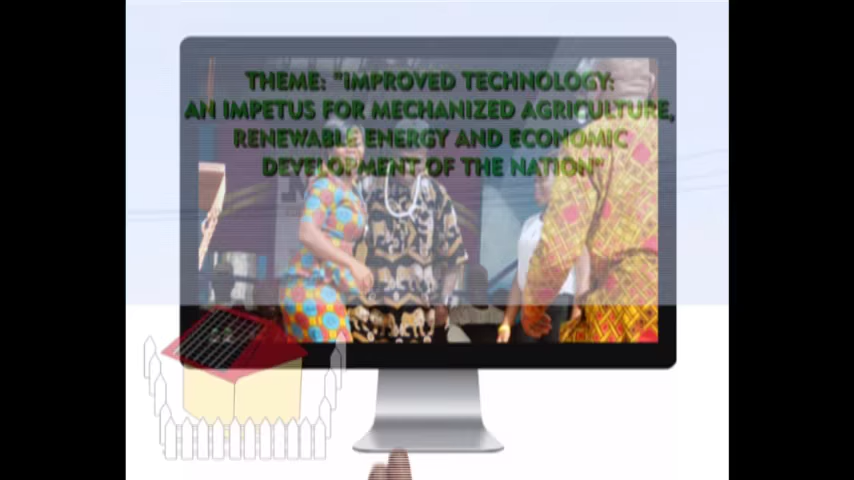 THEME: "IMPROVED TECHNOLOGY:
AN IMPETUS FOR MECHANIZED AGRICULTURE,
RENEWABLE ENERGY AND ECONOMIC
DEVELOPMENT OF THE NATION"